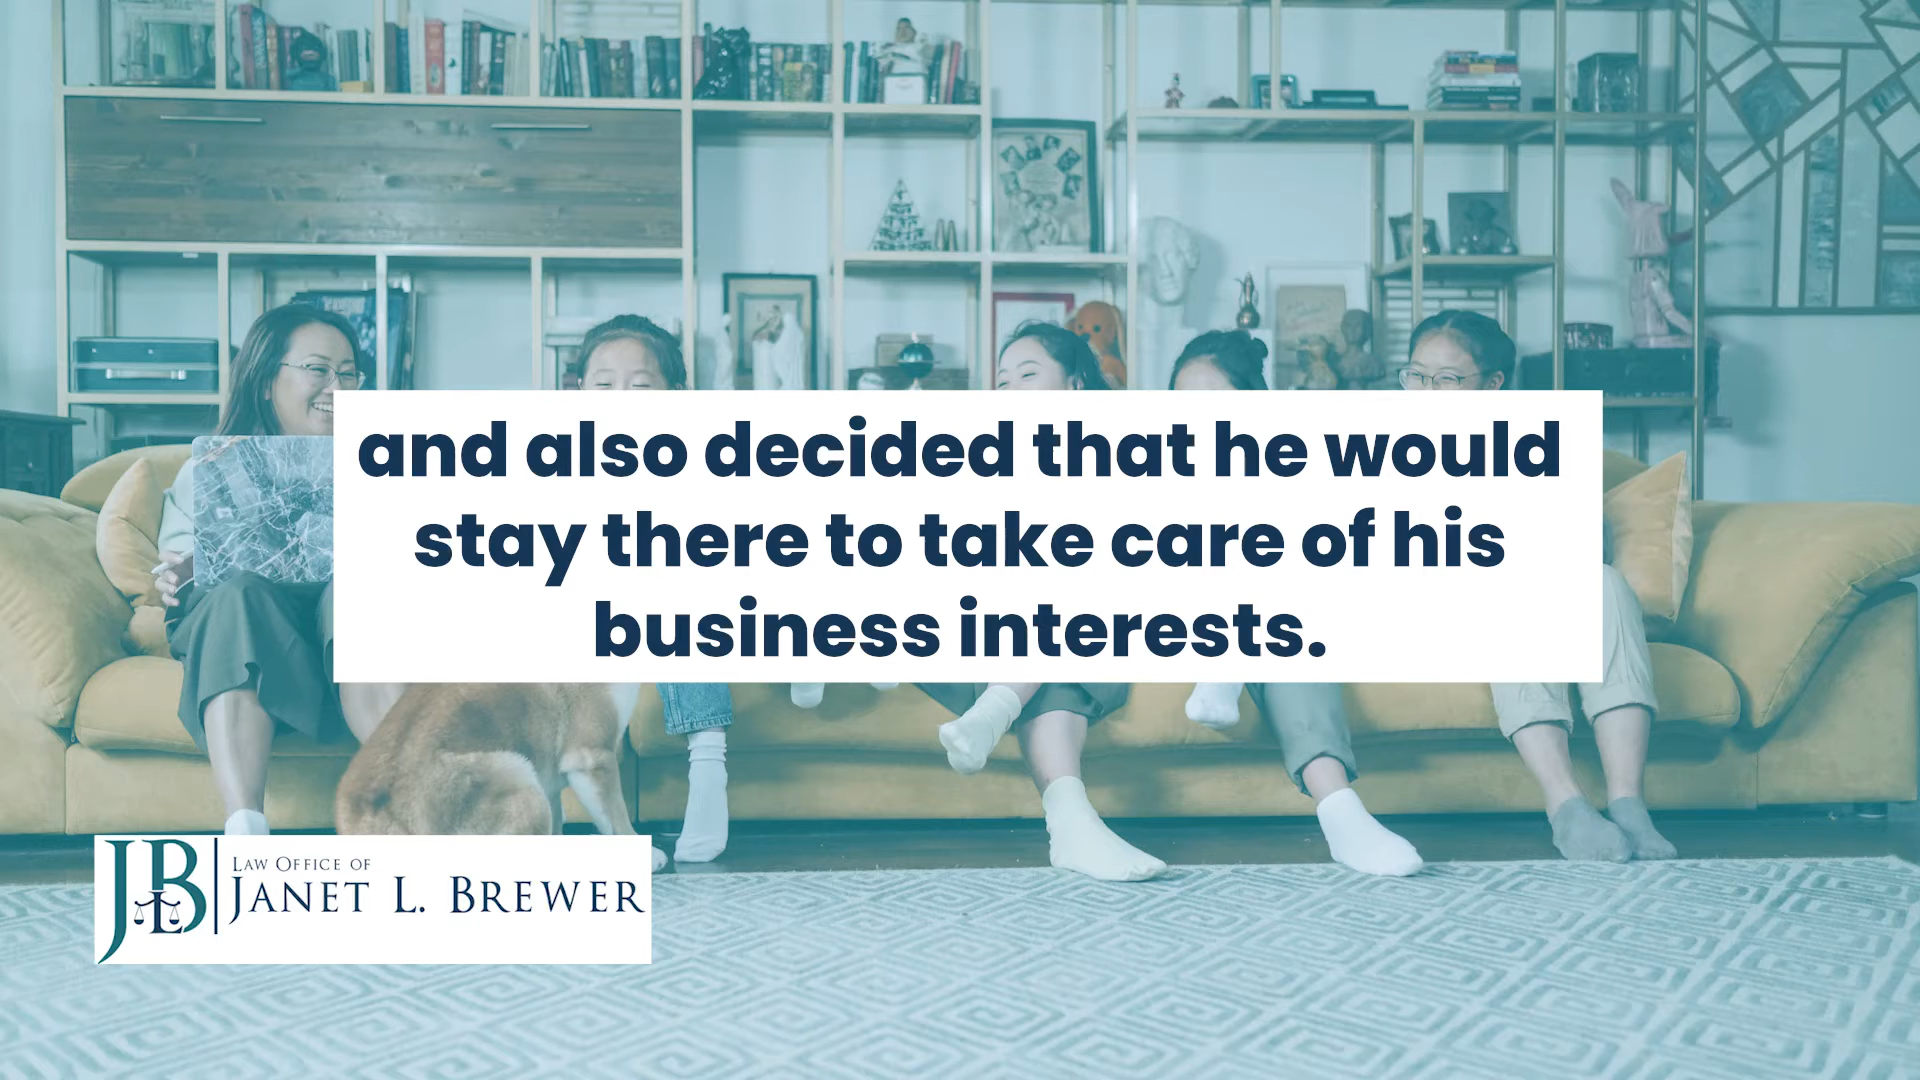 and also decided that he would
stay there to take care of his
business interests.
JLB
LAW OFFICE OF
JANET L. BREWER